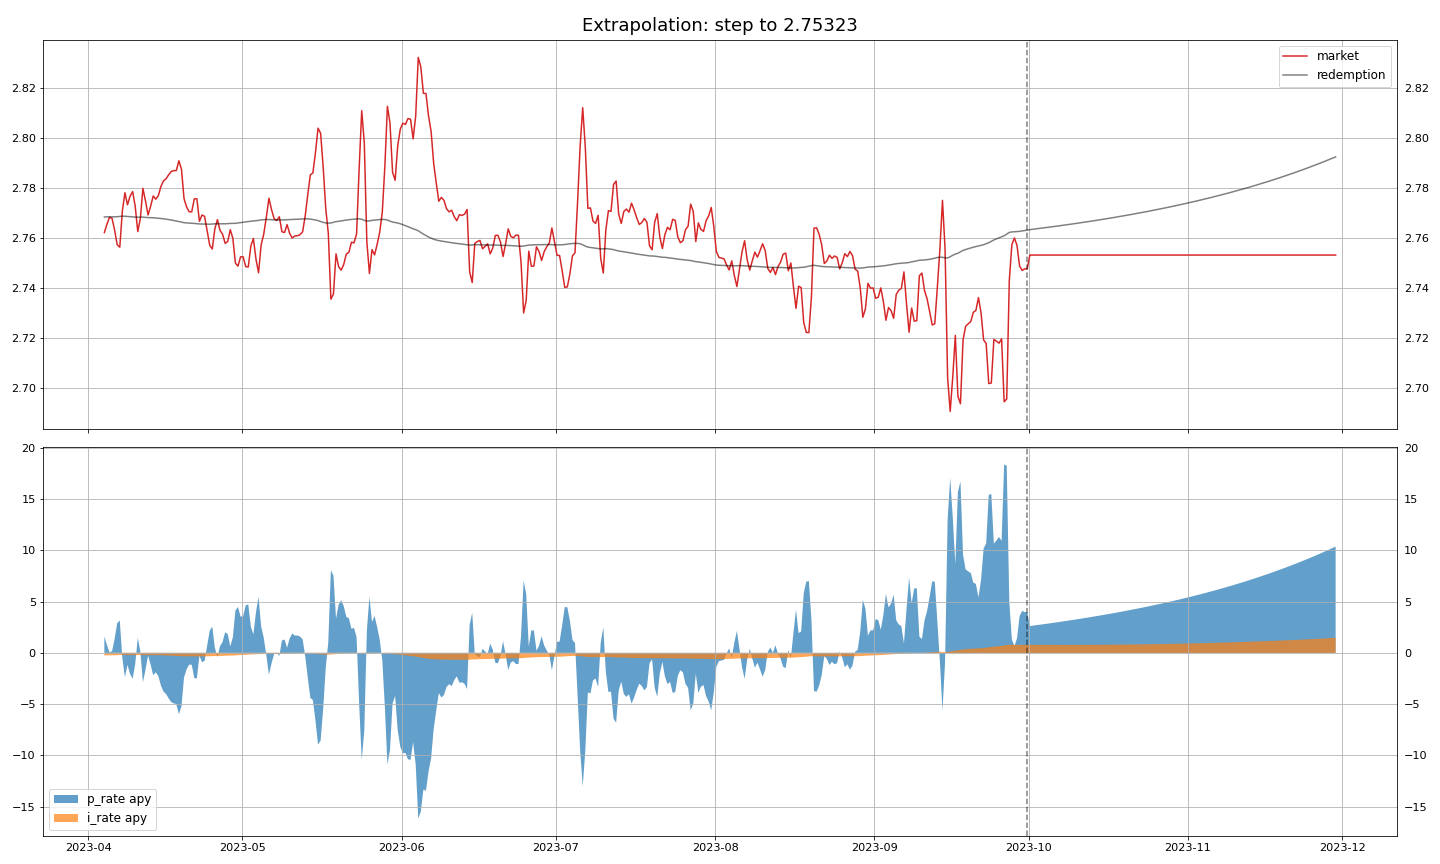 Extrapolation: step to 2.75323
market
redemption
2.82 2.82
2.80 2.80
2.78 2.78
2.76 2.76
2.74 2.74
2.72 2.72
2.70 2.70
20 20
15 15
10 10
5 5
0 0
−5 −5
−10 −10
−15 −15
p_rate apy
i_rate apy
2023-04 2023-05 2023-06 2023-07 2023-08 2023-09 2023-10 2023-11 2023-12